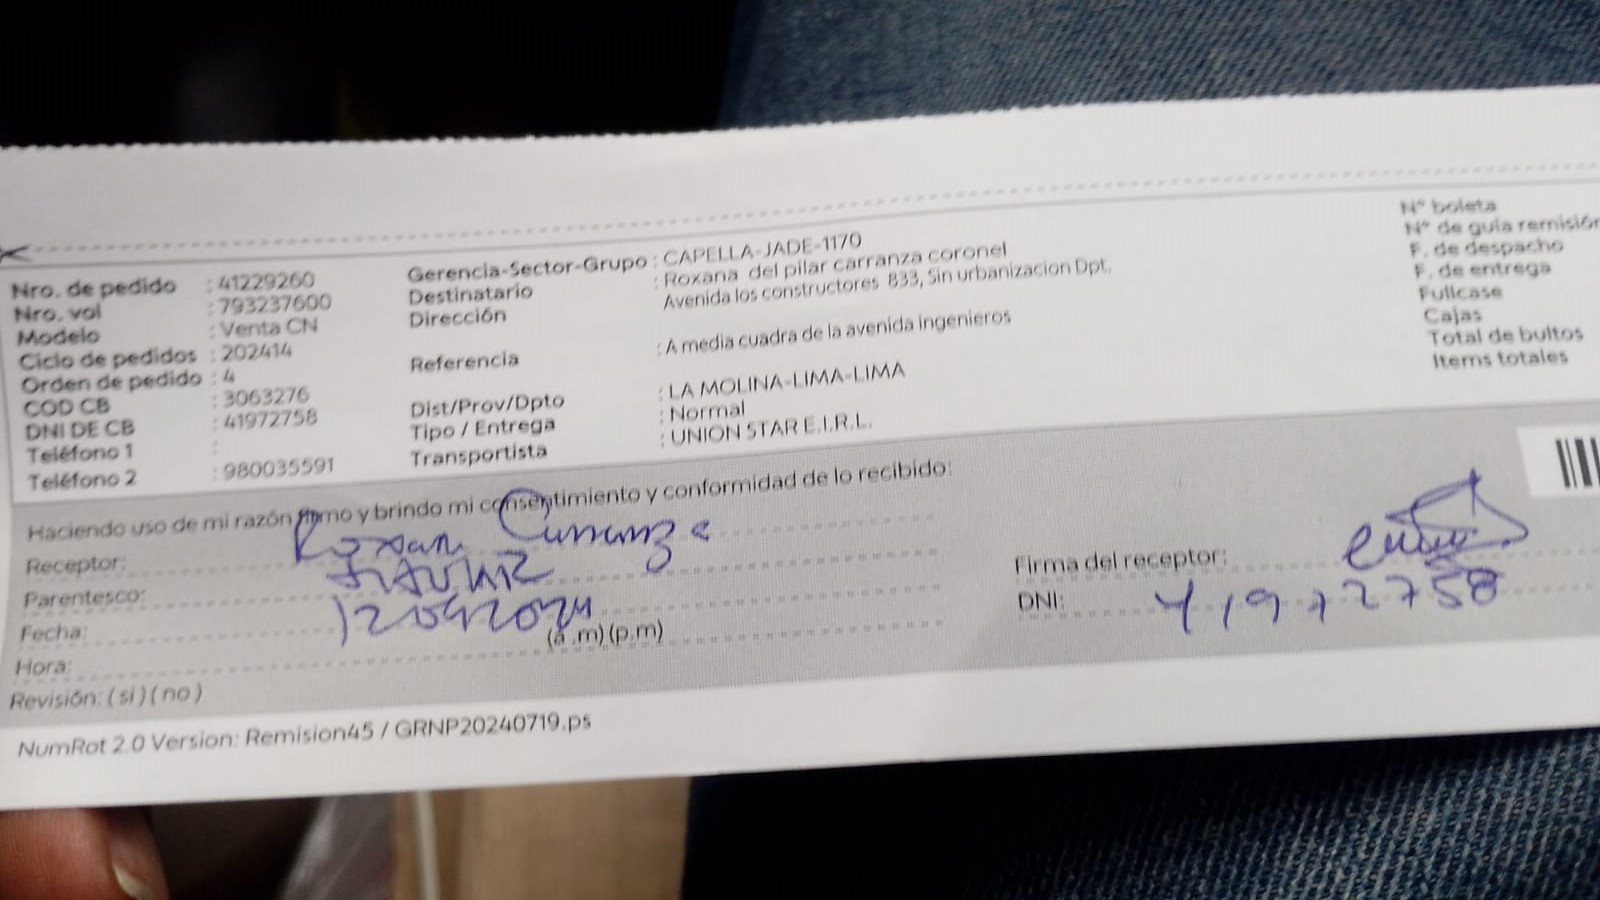 Nro. de pedido : 41229260
Nro. vol : 793237600
Modelo : Venta CN
Ciclo de pedidos : 202414
Orden de pedido : 4
COD CB : 3063276
DNI DE CB : 41972758
Teléfono 1 :
Teléfono 2 : 980035591
Gerencia-Sector-Grupo : CAPELLA-JADE-1170
Destinatario : Roxana del pilar carranza coronel
Dirección Avenida los constructores 833, Sin urbanizacion Dpt.
Referencia : A media cuadra de la avenida ingenieros
Dist/Prov/Dpto : LA MOLINA-LIMA-LIMA
Tipo / Entrega : Normal
Transportista : UNION STAR E.I.R.L.
N° boleta
N° de guía remisión
F. de despacho
F. de entrega
Fullcase
Cajas
Total de bultos
Items totales
Haciendo uso de mi razón firmo y brindo mi consentimiento y conformidad de lo recibido:
Receptor: Roxana Carranza
Parentesco:
Fecha:
Hora: (a .m) (p.m)
Revisión: ( si ) ( no )
Firma del receptor:
DNI: 41972758
NumRot 2.0 Version: Remision45 / GRNP20240719.ps